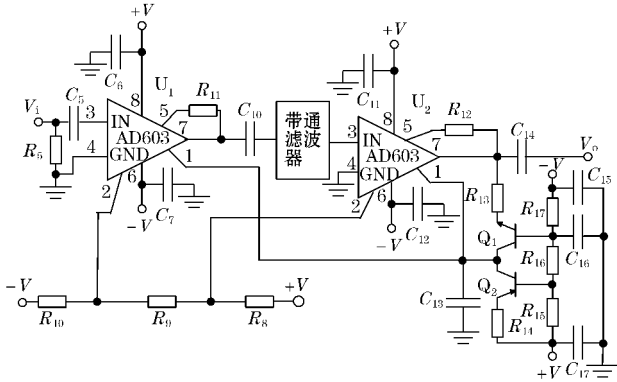 +V
+V
C6
U1
C11
U2
R11
R12
Vi
C5
3
8
5
IN
7
AD603
4
GND
1
6
2
C10
带通
滤波
器
3
8
5
IN
7
AD603
4
GND
1
6
2
C14
Vo
R5
C7
-V
C12
-V
-V
C15
R13
R17
Q1
R16
C16
Q2
R15
R14
C13
C17
+V
-V
R10
R9
R8
+V